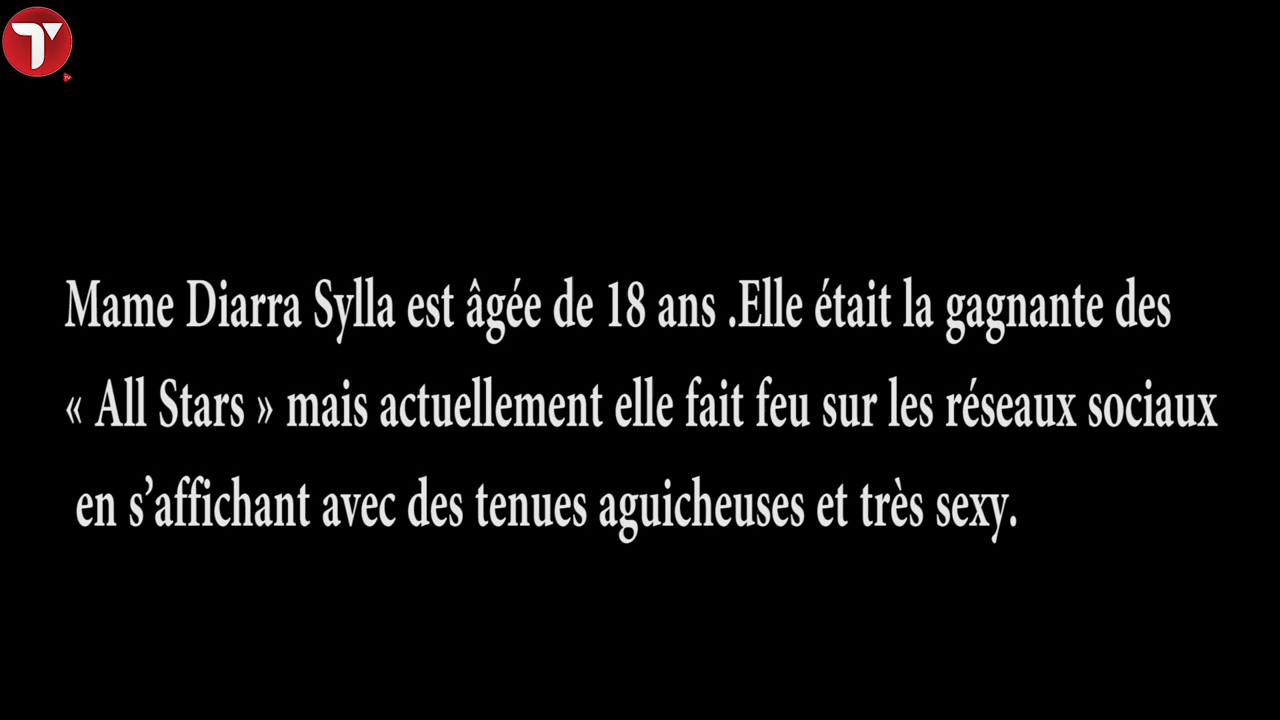 Mame Diarra Sylla est âgée de 18 ans .Elle était la gagnante des
« All Stars » mais actuellement elle fait feu sur les réseaux sociaux
en s’affichant avec des tenues aguicheuses et très sexy.